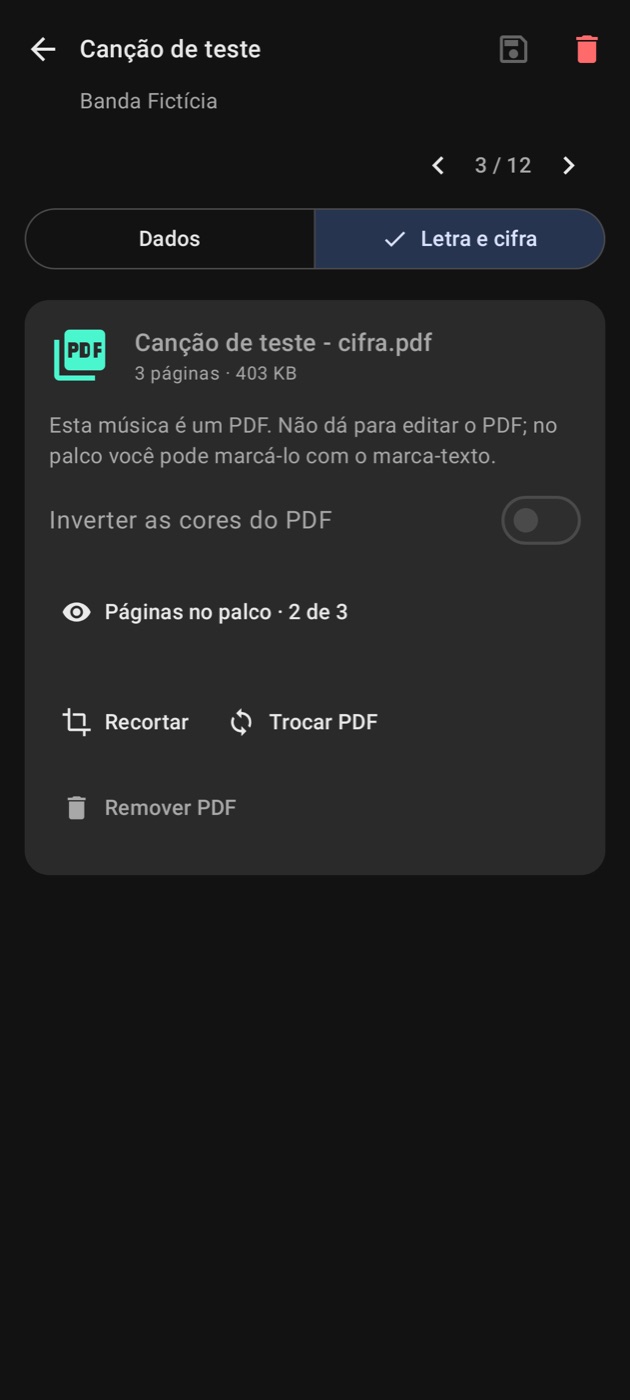 Canção de teste
Banda Fictícia
3 / 12
Dados
Letra e cifra
PDF
Canção de teste - cifra.pdf
3 páginas · 403 KB
Esta música é um PDF. Não dá para editar o PDF; no
palco você pode marcá-lo com o marca-texto.
Inverter as cores do PDF
Páginas no palco · 2 de 3
Recortar
Trocar PDF
Remover PDF